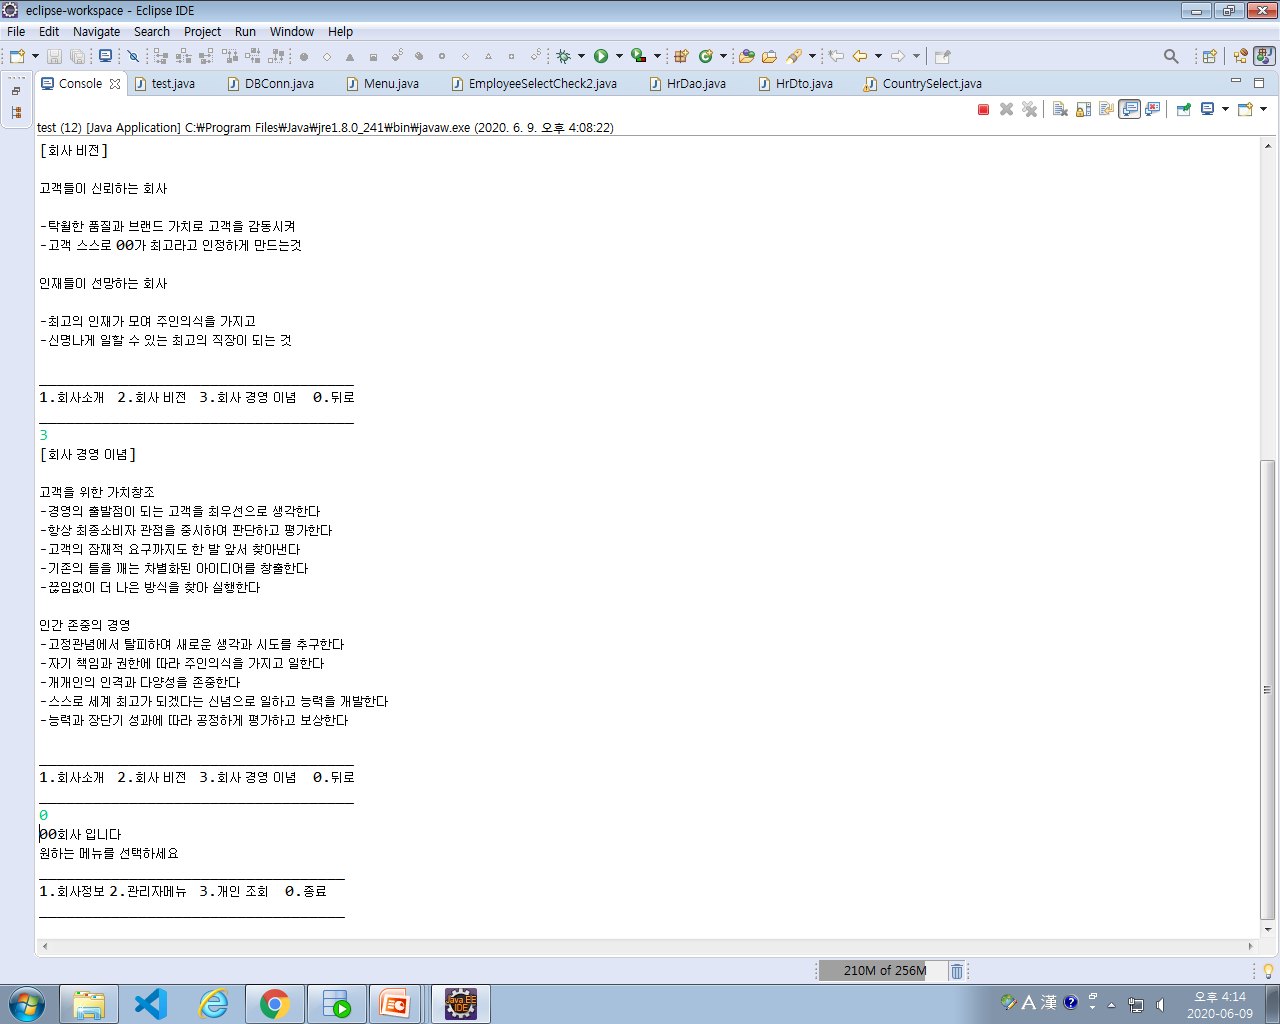 eclipse-workspace - Eclipse IDE
File Edit Navigate Search Project Run Window Help
Console test.java DBConn.java Menu.java EmployeeSelectCheck2.java HrDao.java HrDto.java CountrySelect.java
test (12) [Java Application] C:₩Program Files₩Java₩jre1.8.0_241₩bin₩javaw.exe (2020. 6. 9. 오후 4:08:22)
[회사 비전]
고객들이 신뢰하는 회사
-탁월한 품질과 브랜드 가치로 고객을 감동시켜
-고객 스스로 00가 최고라고 인정하게 만드는것
인재들이 선망하는 회사
-최고의 인재가 모여 주인의식을 가지고
-신명나게 일할 수 있는 최고의 직장이 되는 것
___________________________________
1.회사소개 2.회사 비전 3.회사 경영 이념 0.뒤로
___________________________________
3
[회사 경영 이념]
고객을 위한 가치창조
-경영의 출발점이 되는 고객을 최우선으로 생각한다
-항상 최종소비자 관점을 중시하여 판단하고 평가한다
-고객의 잠재적 요구까지도 한 발 앞서 찾아낸다
-기존의 틀을 깨는 차별화된 아이디어를 창출한다
-끊임없이 더 나은 방식을 찾아 실행한다
인간 존중의 경영
-고정관념에서 탈피하여 새로운 생각과 시도를 추구한다
-자기 책임과 권한에 따라 주인의식을 가지고 일한다
-개개인의 인격과 다양성을 존중한다
-스스로 세계 최고가 되겠다는 신념으로 일하고 능력을 개발한다
-능력과 장단기 성과에 따라 공정하게 평가하고 보상한다
___________________________________
1.회사소개 2.회사 비전 3.회사 경영 이념 0.뒤로
___________________________________
0
00회사 입니다
원하는 메뉴를 선택하세요
__________________________________
1.회사정보 2.관리자메뉴 3.개인 조회 0.종료
__________________________________
210M of 256M
Java EE IDE
A 漢
오후 4:14
2020-06-09